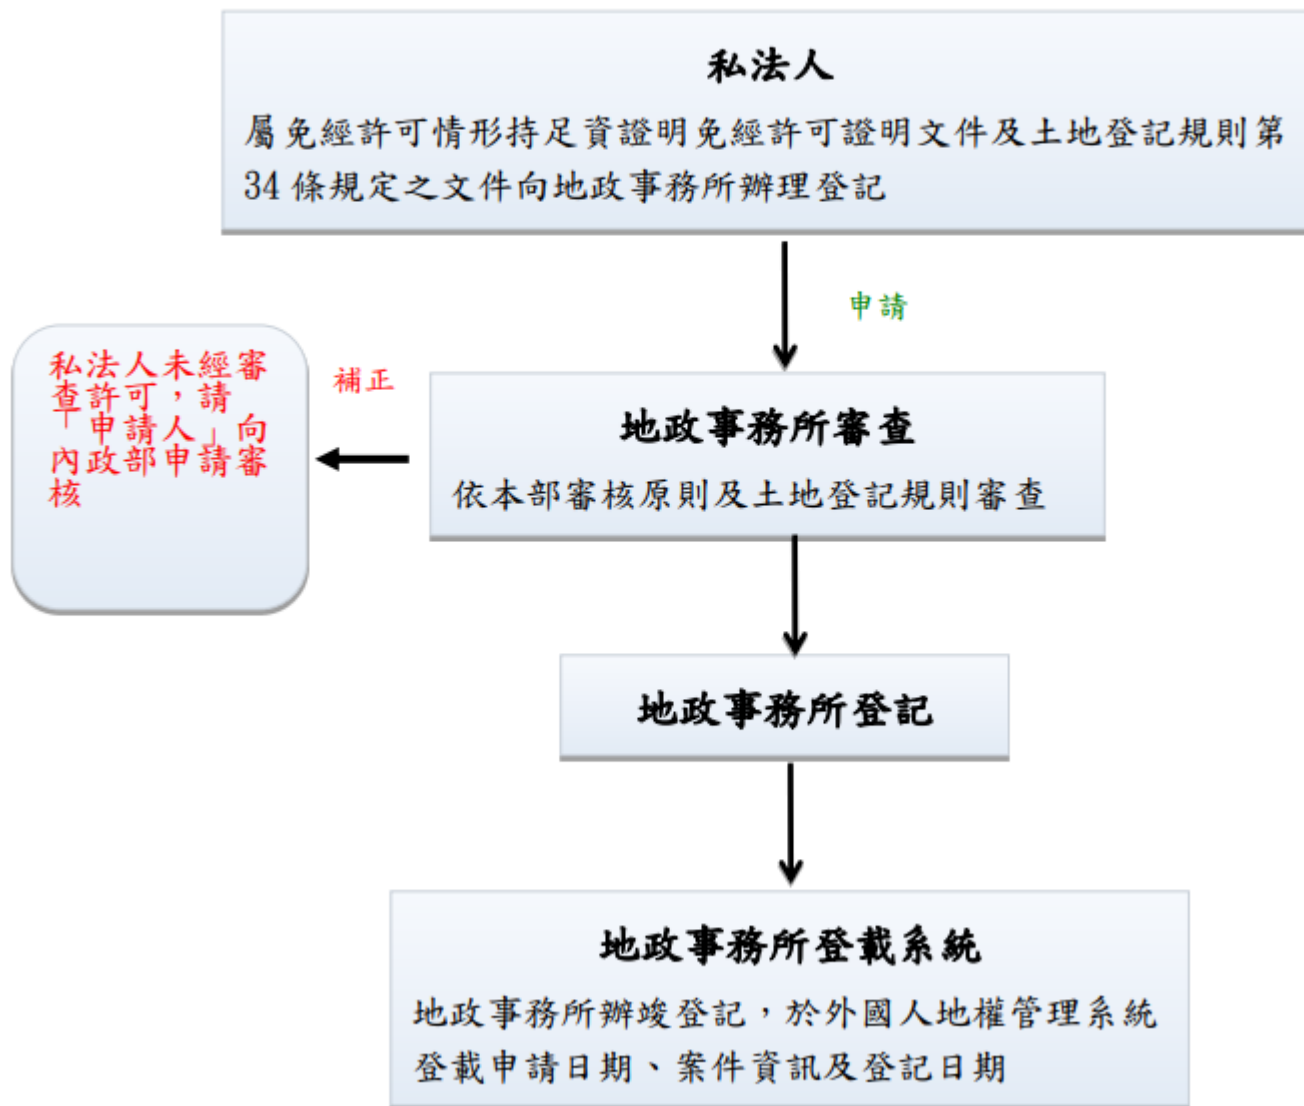 私法人
屬免經許可情形持足資證明免經許可證明文件及土地登記規則第
34 條規定之文件向地政事務所辦理登記
申請
私法人未經審
查許可，請
「申請人」向
內政部申請審
核
補正
地政事務所審查
依本部審核原則及土地登記規則審查
地政事務所登記
地政事務所登載系統
地政事務所辦竣登記，於外國人地權管理系統
登載申請日期、案件資訊及登記日期